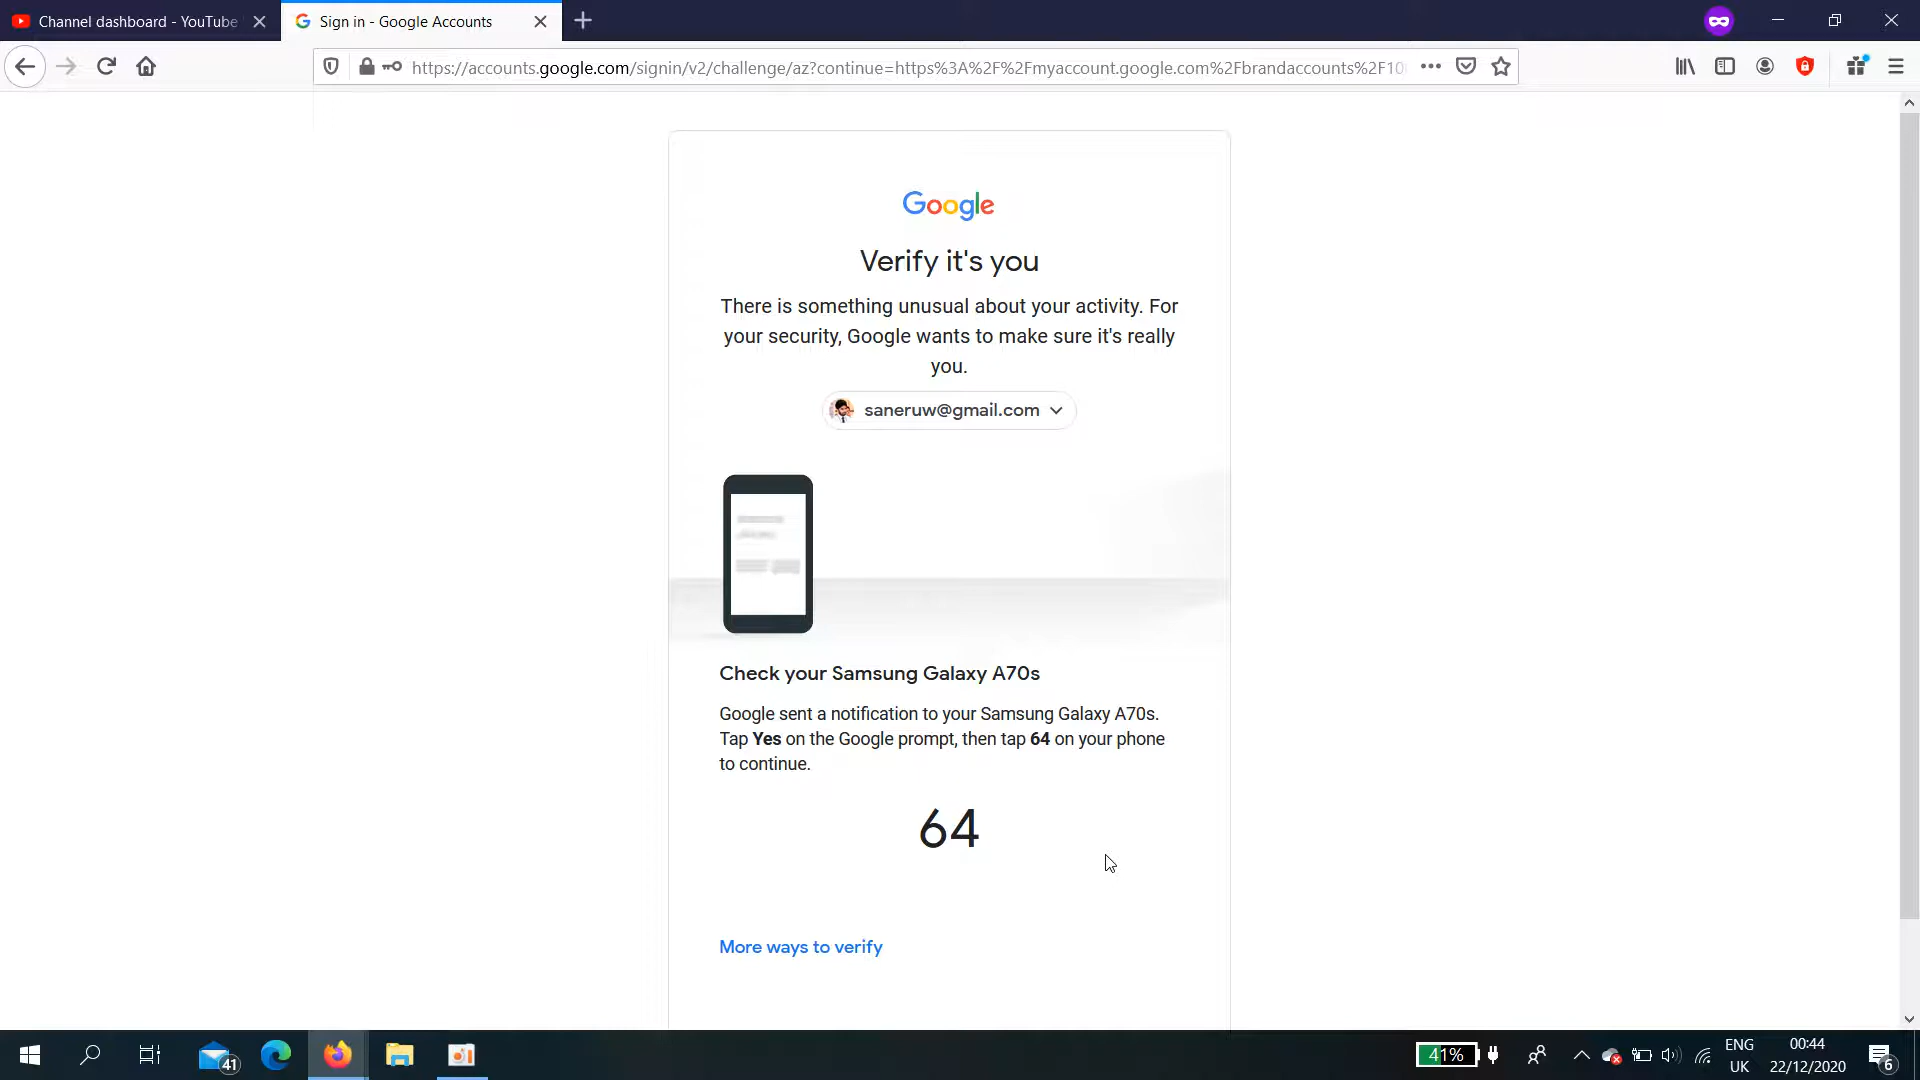 Channel dashboard - YouTube
Sign in - Google Accounts
https://accounts.google.com/signin/v2/challenge/az?continue=https%3A%2F%2Fmyaccount.google.com%2Fbrandaccounts%2F10
Google
Verify it's you
There is something unusual about your activity. For
your security, Google wants to make sure it's really
you.
saneruw@gmail.com
Check your Samsung Galaxy A70s
Google sent a notification to your Samsung Galaxy A70s.
Tap Yes on the Google prompt, then tap 64 on your phone
to continue.
64
More ways to verify
41
41%
ENG
UK
00:44
22/12/2020
6